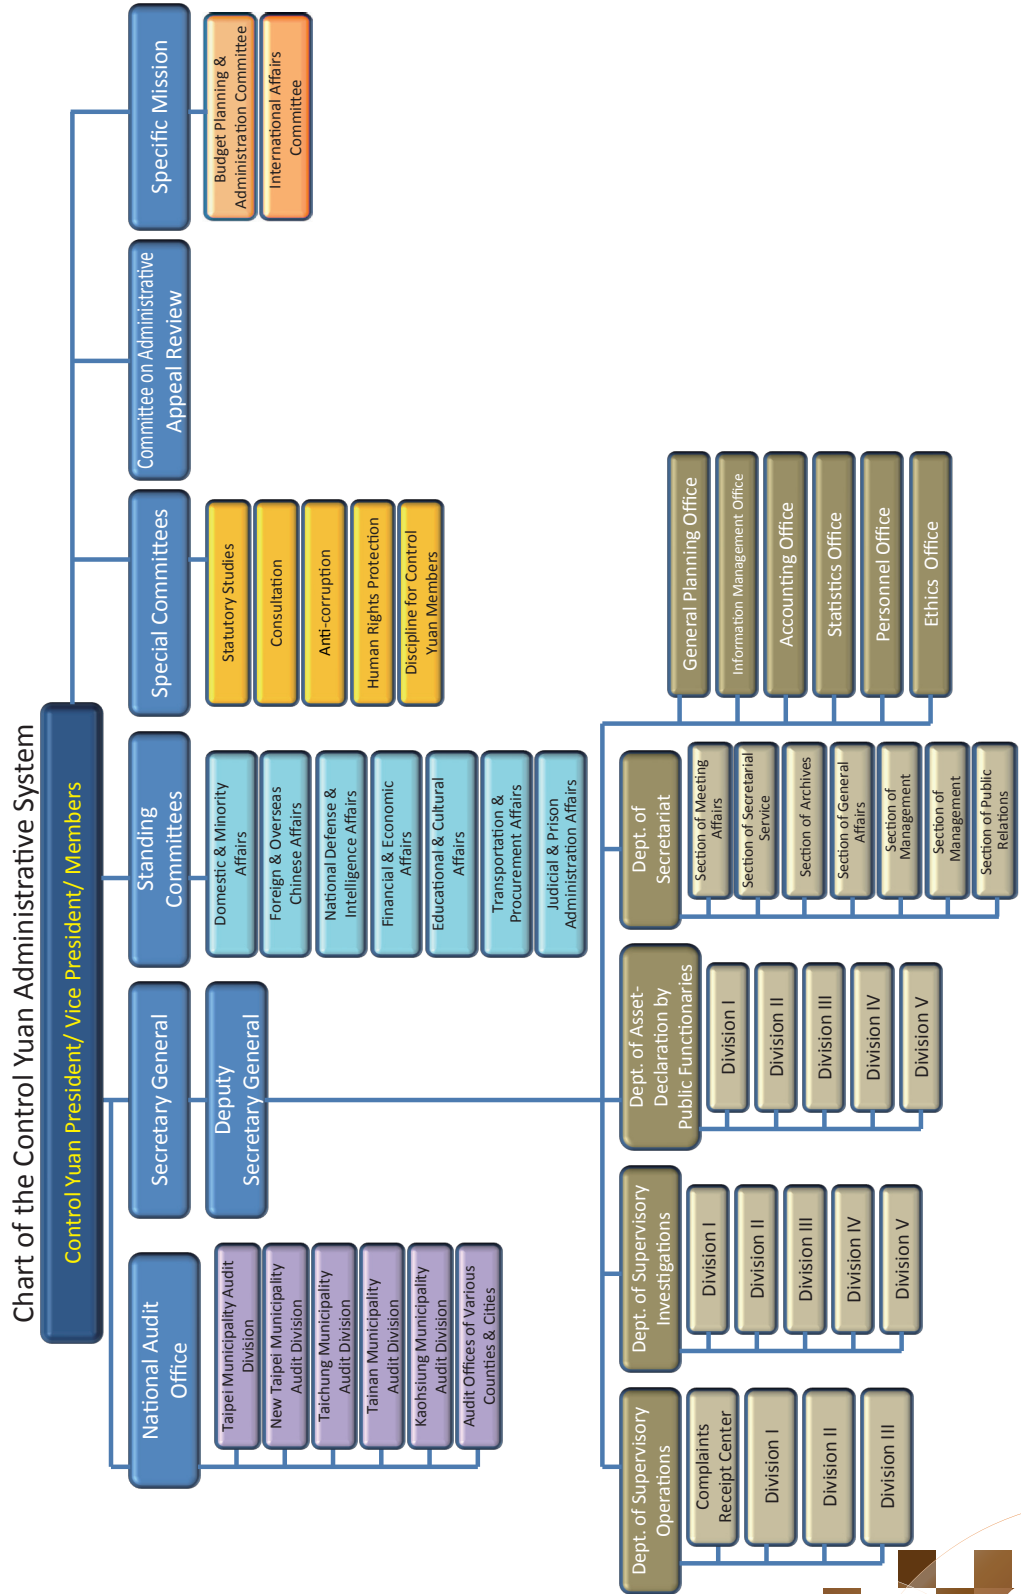 Chart of the Control Yuan Administrative System
Control Yuan President/ Vice President/ Members
National Audit
Office
Taipei Municipality Audit
Division
New Taipei Municipality
Audit Division
Taichung Municipality
Audit Division
Tainan Municipality
Audit Division
Kaohsiung Municipality
Audit Division
Audit Offices of Various
Counties & Cities
Secretary General
Deputy
Secretary General
Standing
Committees
Domestic & Minority
Affairs
Foreign & Overseas
Chinese Affairs
National Defense &
Intelligence Affairs
Financial & Economic
Affairs
Educational & Cultural
Affairs
Transportation &
Procurement Affairs
Judicial & Prison
Administration Affairs
Special Committees
Statutory Studies
Consultation
Anti-corruption
Human Rights Protection
Discipline for Control
Yuan Members
Committee on Administrative
Appeal Review
Specific Mission
Budget Planning &
Administration Committee
International Affairs
Committee
Dept. of Supervisory
Operations
Complaints
Receipt Center
Division I
Division II
Division III
Dept. of Supervisory
Investigations
Division I
Division II
Division III
Division IV
Division V
Dept. of Asset-
Declaration by
Public Functionaries
Division I
Division II
Division III
Division IV
Division V
Dept. of
Secretariat
Section of Meeting
Affairs
Section of Secretarial
Service
Section of Archives
Section of General
Affairs
Section of
Management
Section of
Management
Section of Public
Relations
General Planning Office
Information Management Office
Accounting Office
Statistics Office
Personnel Office
Ethics Office